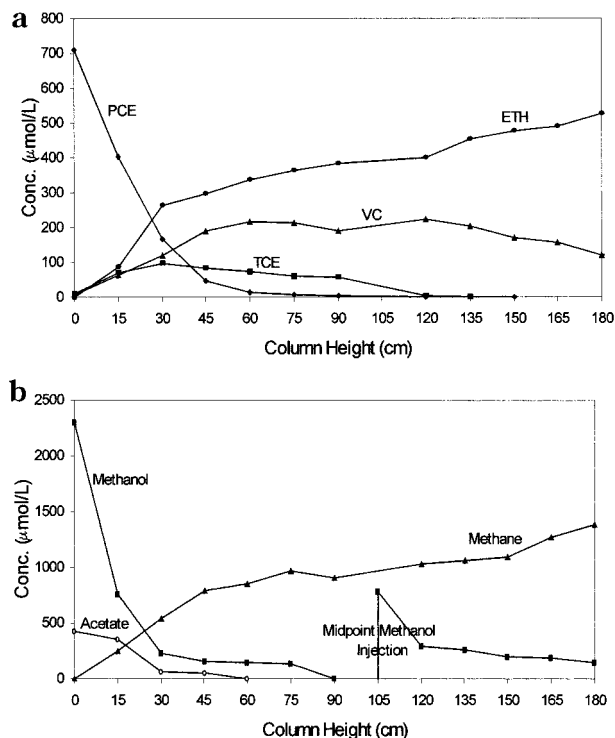 a
800
700
600
500
400
300
200
100
0
Conc. (μmol/L)
PCE
ETH
VC
TCE
0 15 30 45 60 75 90 105 120 135 150 165 180
Column Height (cm)
b
2500
2000
1500
1000
500
0
Conc. (μmol/L)
Methanol
Methane
Acetate
Midpoint Methanol
Injection
0 15 30 45 60 75 90 105 120 135 150 165 180
Column Height (cm)